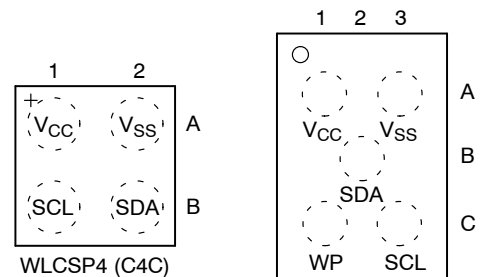 1 2
VCC VSS A
SCL SDA B
WLCSP4 (C4C)
1 2 3
A
VCC VSS
B
SDA
C
WP SCL